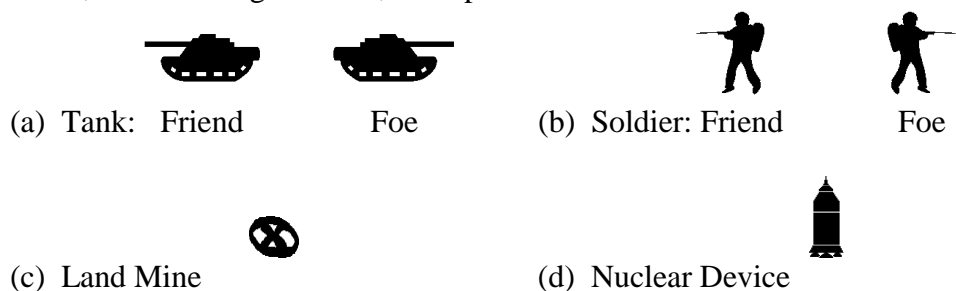 (a) Tank: Friend Foe
(b) Soldier: Friend Foe
(c) Land Mine
(d) Nuclear Device